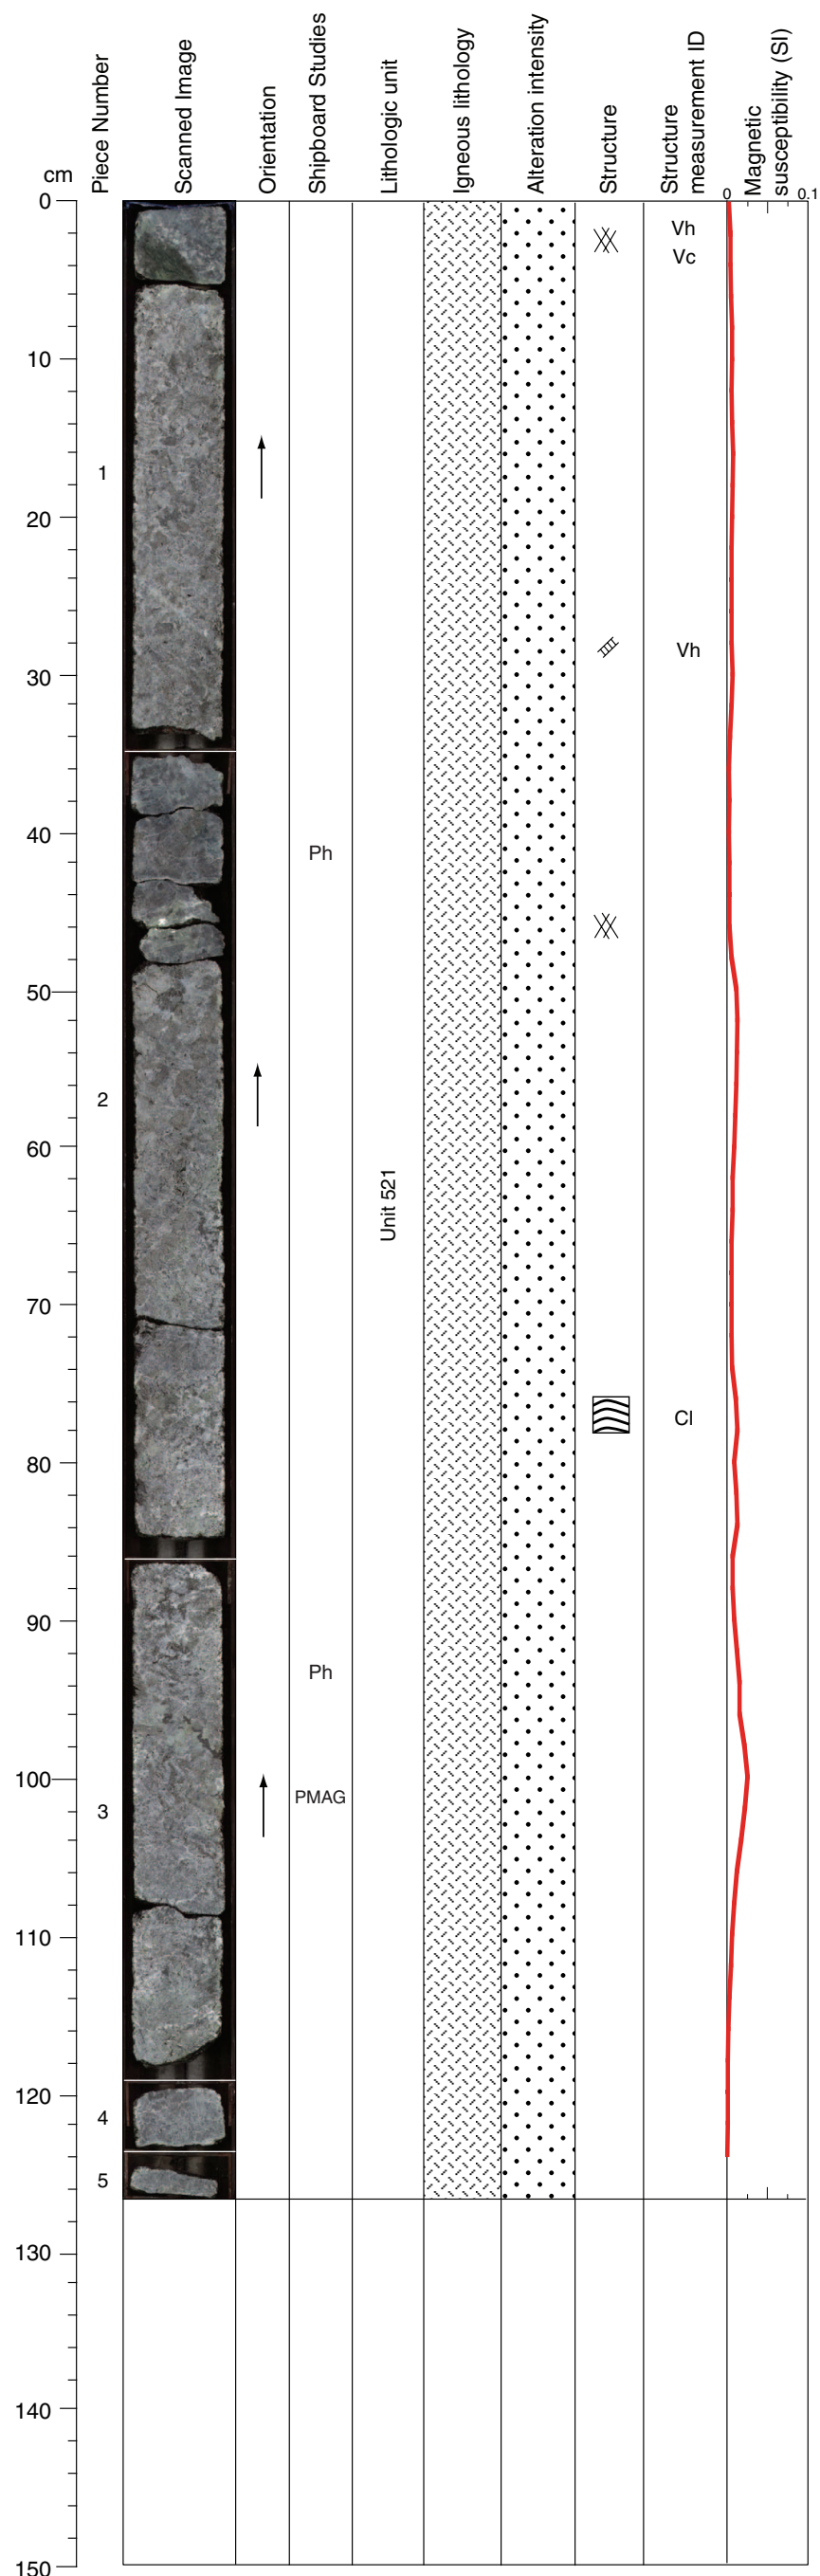 cm
Piece Number
Scanned Image
Orientation
Shipboard Studies
Lithologic unit
Igneous lithology
Alteration intensity
Structure
Structure
measurement ID
Magnetic
susceptibility (SI)
0
0
0.1
Vh
Vc
10
1
20
Vh
30
40
Ph
50
2
60
Unit 521
70
Cl
80
90
Ph
100
PMAG
3
110
120
4
5
130
140
150